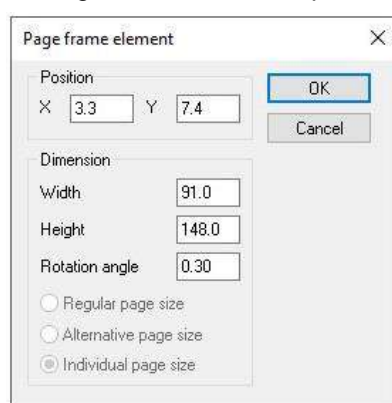 Page frame element
Position
X 3.3 Y 7.4
OK
Cancel
Dimension
Width 91.0
Height 148.0
Rotation angle 0.30
Regular page size
Alternative page size
Individual page size